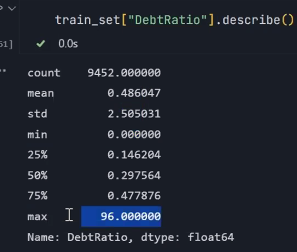 train_set["DebtRatio"].describe()
0.0s
count 9452.000000
mean 0.486047
std 2.505031
min 0.000000
25% 0.146204
50% 0.297564
75% 0.477876
max 96.000000
Name: DebtRatio, dtype: float64